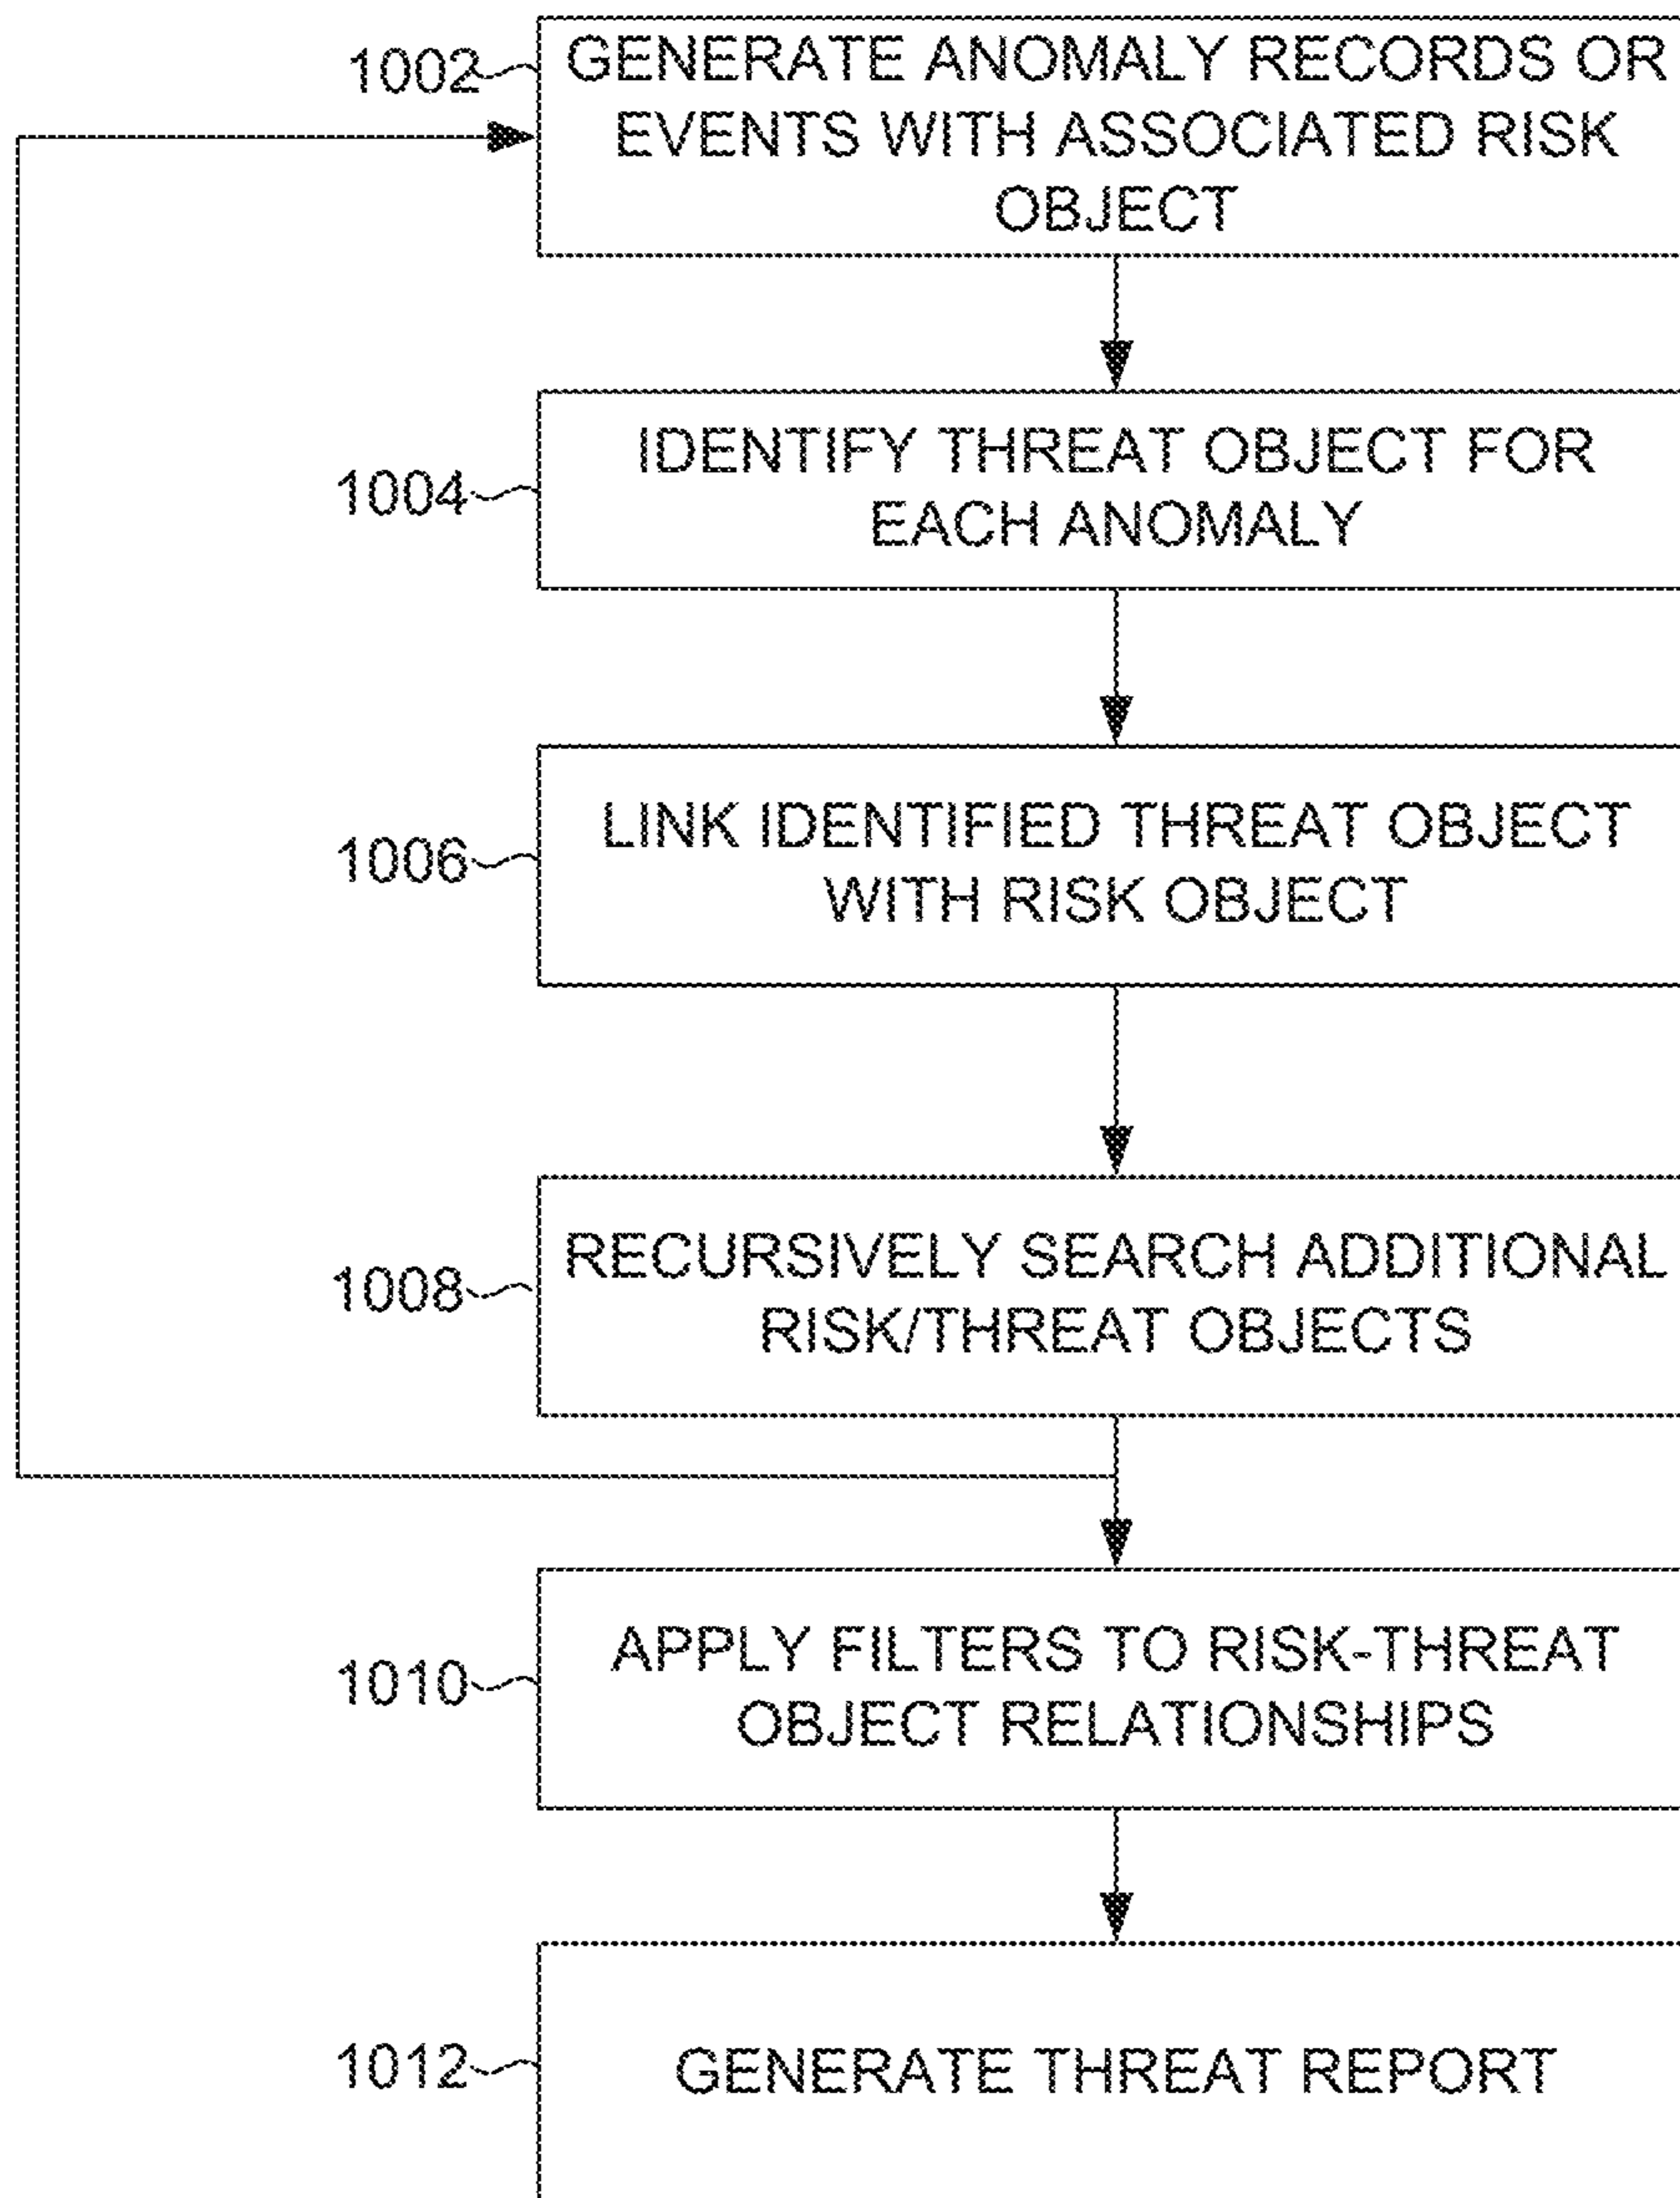 1002
GENERATE ANOMALY RECORDS OR
EVENTS WITH ASSOCIATED RISK
OBJECT
1004
IDENTIFY THREAT OBJECT FOR
EACH ANOMALY
1006
LINK IDENTIFIED THREAT OBJECT
WITH RISK OBJECT
1008
RECURSIVELY SEARCH ADDITIONAL
RISK/THREAT OBJECTS
1010
APPLY FILTERS TO RISK-THREAT
OBJECT RELATIONSHIPS
1012
GENERATE THREAT REPORT